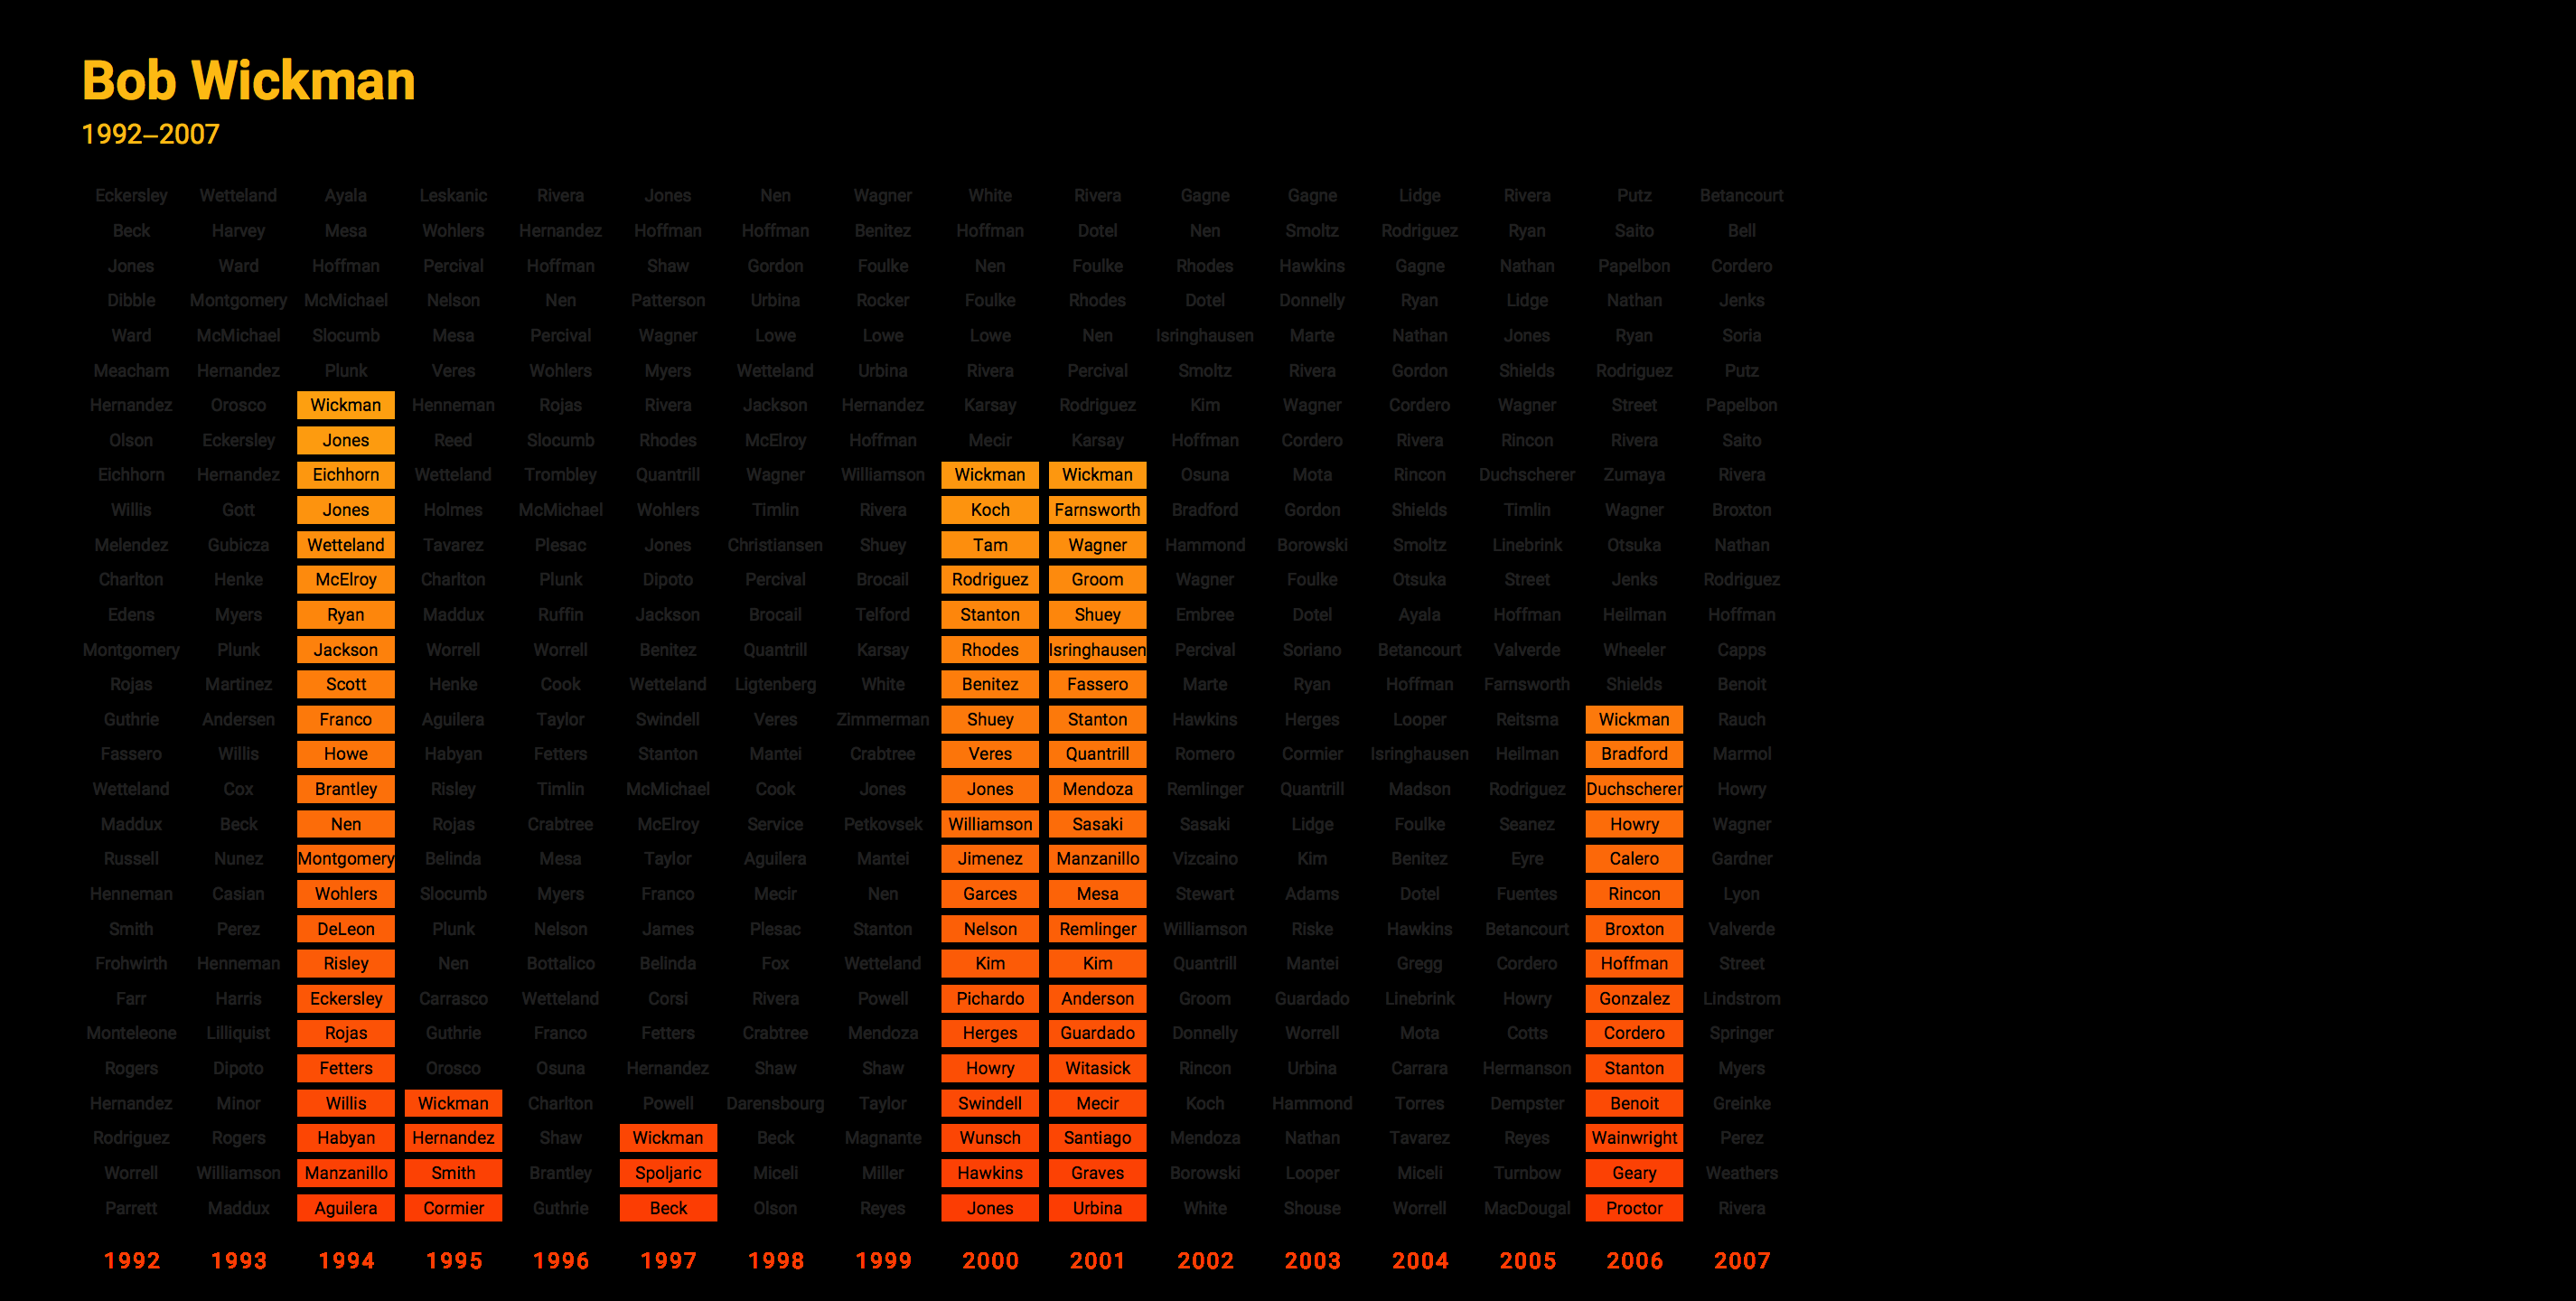 Bob Wickman
1992–2007
Eckersley Wetteland Ayala Leskanic Rivera Jones Nen Wagner White Rivera Gagne Gagne Lidge Rivera Putz Betancourt
Beck Harvey Mesa Wohlers Hernandez Hoffman Hoffman Benitez Hoffman Dotel Nen Smoltz Rodriguez Ryan Saito Bell
Jones Ward Hoffman Percival Hoffman Shaw Gordon Foulke Nen Foulke Rhodes Hawkins Gagne Nathan Papelbon Cordero
Dibble Montgomery McMichael Nelson Nen Patterson Urbina Rocker Foulke Rhodes Dotel Donnelly Ryan Lidge Nathan Jenks
Ward McMichael Slocumb Mesa Percival Wagner Lowe Lowe Lowe Nen Isringhausen Marte Nathan Jones Ryan Soria
Meacham Hernandez Plunk Veres Wohlers Myers Wetteland Urbina Rivera Percival Smoltz Rivera Gordon Shields Rodriguez Putz
Hernandez Orosco Wickman Henneman Rojas Rivera Jackson Hernandez Karsay Rodriguez Kim Wagner Cordero Wagner Street Papelbon
Olson Eckersley Jones Reed Slocumb Rhodes McElroy Hoffman Mecir Karsay Hoffman Cordero Rivera Rincon Rivera Saito
Eichhorn Hernandez Eichhorn Wetteland Trombley Quantrill Wagner Williamson Wickman Wickman Osuna Mota Rincon Duchscherer Zumaya Rivera
Willis Gott Jones Holmes McMichael Wohlers Timlin Rivera Koch Farnsworth Bradford Gordon Shields Timlin Wagner Broxton
Melendez Gubicza Wetteland Tavarez Plesac Jones Christiansen Shuey Tam Wagner Hammond Borowski Smoltz Linebrink Otsuka Nathan
Charlton Henke McElroy Charlton Plunk Dipoto Percival Brocail Rodriguez Groom Wagner Foulke Otsuka Street Jenks Rodriguez
Edens Myers Ryan Maddux Ruffin Jackson Brocail Telford Stanton Shuey Embree Dotel Ayala Hoffman Heilman Hoffman
Montgomery Plunk Jackson Worrell Worrell Benitez Quantrill Karsay Rhodes Isringhausen Percival Soriano Betancourt Valverde Wheeler Capps
Rojas Martinez Scott Henke Cook Wetteland Ligtenberg White Benitez Fassero Marte Ryan Hoffman Farnsworth Shields Benoit
Guthrie Andersen Franco Aguilera Taylor Swindell Veres Zimmerman Shuey Stanton Hawkins Herges Looper Reitsma Wickman Rauch
Fassero Willis Howe Habyan Fetters Stanton Mantei Crabtree Veres Quantrill Romero Cormier Isringhausen Heilman Bradford Marmol
Wetteland Cox Brantley Risley Timlin McMichael Cook Jones Jones Mendoza Remlinger Quantrill Madson Rodriguez Duchscherer Howry
Maddux Beck Nen Rojas Crabtree McElroy Service Petkovsek Williamson Sasaki Sasaki Lidge Foulke Seanez Howry Wagner
Russell Nunez Montgomery Belinda Mesa Taylor Aguilera Mantei Jimenez Manzanillo Vizcaino Kim Benitez Eyre Calero Gardner
Henneman Casian Wohlers Slocumb Myers Franco Mecir Nen Garces Mesa Stewart Adams Dotel Fuentes Rincon Lyon
Smith Perez DeLeon Plunk Nelson James Plesac Stanton Nelson Remlinger Williamson Riske Hawkins Betancourt Broxton Valverde
Frohwirth Henneman Risley Nen Bottalico Belinda Fox Wetteland Kim Kim Quantrill Mantei Gregg Cordero Hoffman Street
Farr Harris Eckersley Carrasco Wetteland Corsi Rivera Powell Pichardo Anderson Groom Guardado Linebrink Howry Gonzalez Lindstrom
Monteleone Lilliquist Rojas Guthrie Franco Fetters Crabtree Mendoza Herges Guardado Donnelly Worrell Mota Cotts Cordero Springer
Rogers Dipoto Fetters Orosco Osuna Hernandez Shaw Shaw Howry Witasick Rincon Urbina Carrara Hermanson Stanton Myers
Hernandez Minor Willis Wickman Charlton Powell Darensbourg Taylor Swindell Mecir Koch Hammond Torres Dempster Benoit Greinke
Rodriguez Rogers Habyan Hernandez Shaw Wickman Beck Magnante Wunsch Santiago Mendoza Nathan Tavarez Reyes Wainwright Perez
Worrell Williamson Manzanillo Smith Brantley Spoljaric Miceli Miller Hawkins Graves Borowski Looper Miceli Turnbow Geary Weathers
Parrett Maddux Aguilera Cormier Guthrie Beck Olson Reyes Jones Urbina White Shouse Worrell MacDougal Proctor Rivera
1992 1993 1994 1995 1996 1997 1998 1999 2000 2001 2002 2003 2004 2005 2006 2007